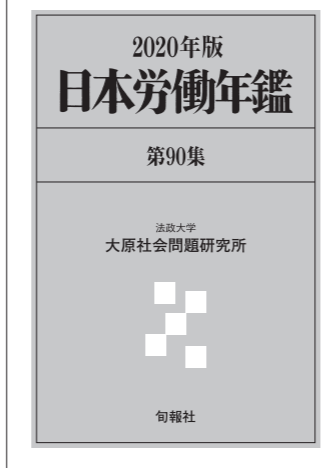 2020年版
日本労働年鑑
第90集
法政大学
大原社会問題研究所
旬報社